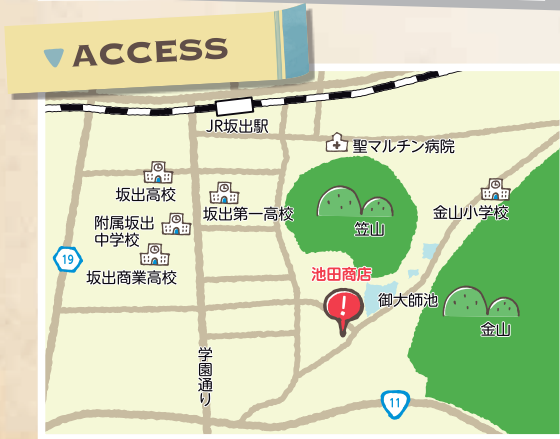 ACCESS
JR坂出駅
聖マルチン病院
坂出高校
坂出第一高校
金山小学校
附属坂出
中学校
笠山
19
坂出商業高校
池田商店
御大師池
金山
学園通り
11